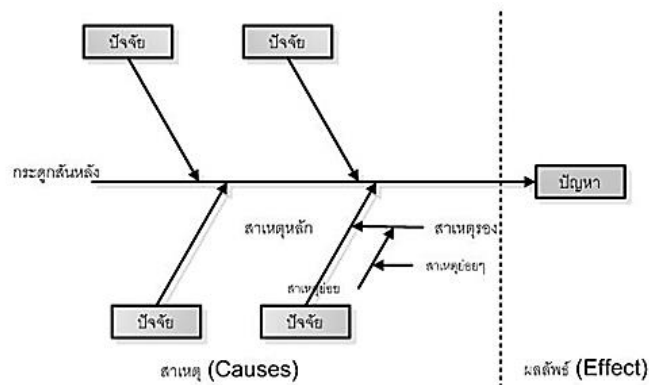 ปัจจัย
ปัจจัย
กระดูกสันหลัง
ปัญหา
สาเหตุหลัก
สาเหตุรอง
สาเหตุย่อยๆ
สาเหตุย่อย
ปัจจัย
ปัจจัย
สาเหตุ (Causes)
ผลลัพธ์ (Effect)